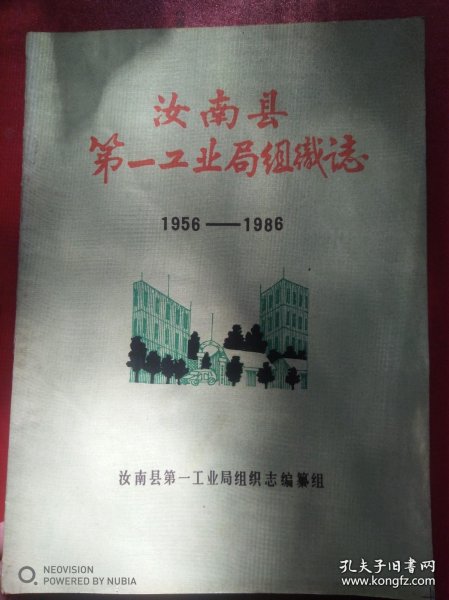 汝南县
第一工业局组織誌
1956——1986
汝南县第一工业局组织志编纂组
NEOVISION
POWERED BY NUBIA
孔夫子旧书网
www.kongfz.com